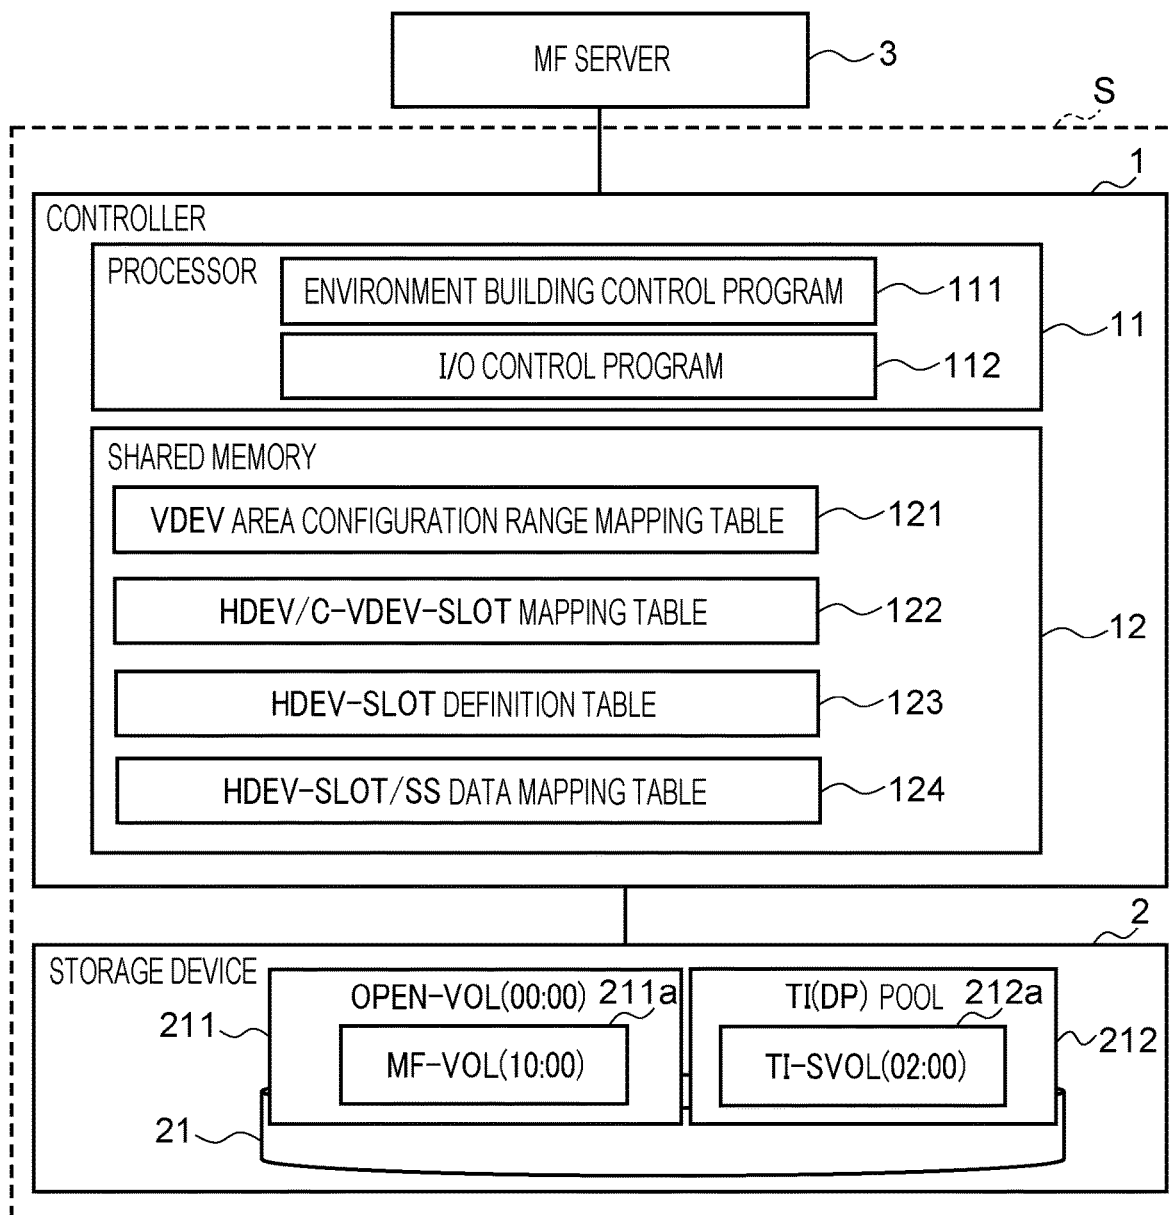 MF SERVER
3
S
1
CONTROLLER
PROCESSOR
ENVIRONMENT BUILDING CONTROL PROGRAM
111
11
I/O CONTROL PROGRAM
112
SHARED MEMORY
VDEV AREA CONFIGURATION RANGE MAPPING TABLE
121
HDEV/C-VDEV-SLOT MAPPING TABLE
122
12
HDEV-SLOT DEFINITION TABLE
123
HDEV-SLOT/SS DATA MAPPING TABLE
124
2
STORAGE DEVICE
OPEN-VOL(00:00)
211a
TI(DP) POOL
212a
211
MF-VOL(10:00)
TI-SVOL(02:00)
212
21